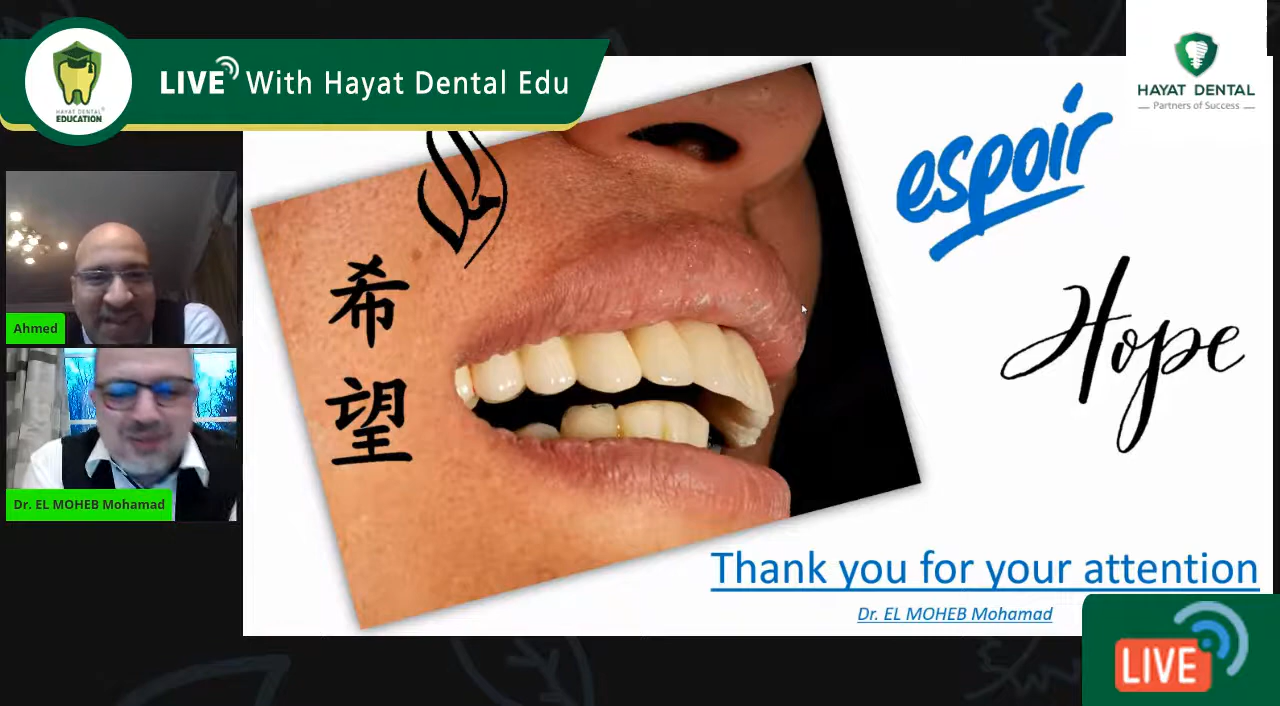 LIVE With Hayat Dental Edu
HAYAT DENTAL
EDUCATION
HAYAT DENTAL
Partners of Success
espoir
希
望
Hope
Ahmed
Dr. EL MOHEB Mohamad
Thank you for your attention
Dr. EL MOHEB Mohamad
LIVE